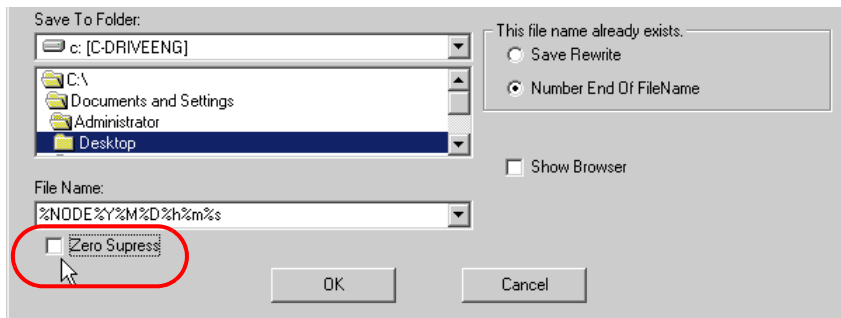 Save To Folder:
c: [C-DRIVEENG]
C:\
Documents and Settings
Administrator
Desktop
File Name:
%NODE%Y%M%D%h%m%s
Zero Supress
This file name already exists.
Save Rewrite
Number End Of FileName
Show Browser
OK
Cancel